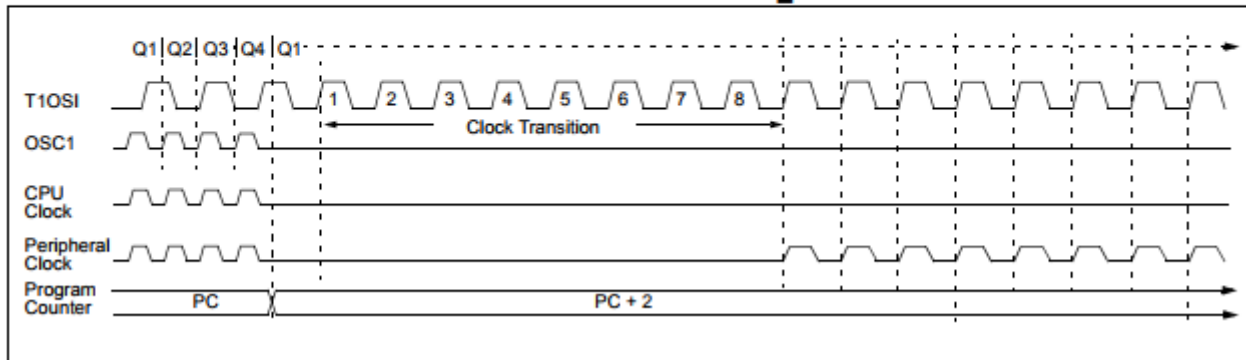 Q1 Q2 Q3 Q4 Q1
T1OSI
1 2 3 4 5 6 7 8
Clock Transition
OSC1
CPU
Clock
Peripheral
Clock
Program
Counter
PC PC + 2